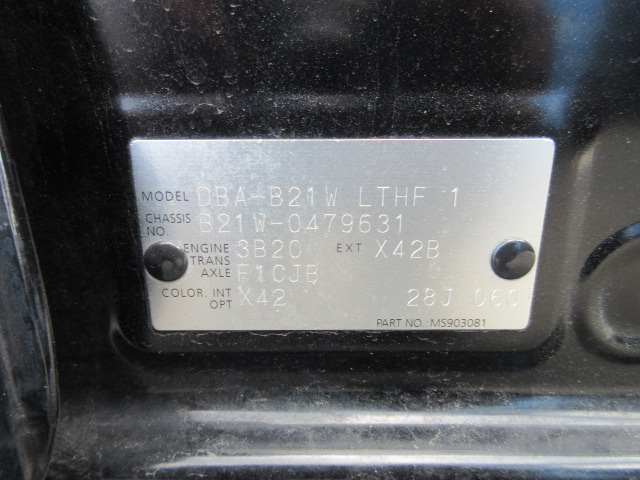 MODEL DBA-B21W LTHF 1
CHASSIS NO. B21W-0479631
ENGINE 3B20 EXT X42B
TRANS AXLE F1CJB
COLOR. INT OPT X42 28J 060
PART NO.:MS903081